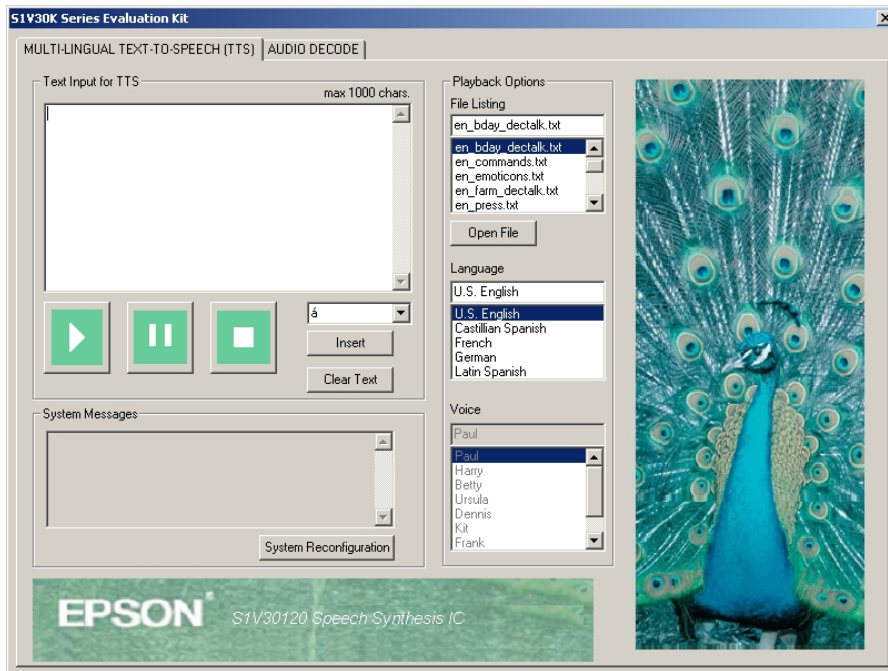 S1V30K Series Evaluation Kit
MULTI-LINGUAL TEXT-TO-SPEECH (TTS)
AUDIO DECODE
Text Input for TTS
max 1000 chars.
á
Insert
Clear Text
System Messages
System Reconfiguration
Playback Options
File Listing
en_bday_dectalk.txt
en_bday_dectalk.txt
en_commands.txt
en_emoticons.txt
en_farm_dectalk.txt
en_press.txt
Open File
Language
U.S. English
U.S. English
Castillian Spanish
French
German
Latin Spanish
Voice
Paul
Paul
Harry
Betty
Ursula
Dennis
Kit
Frank
EPSON
S1V30120 Speech Synthesis IC